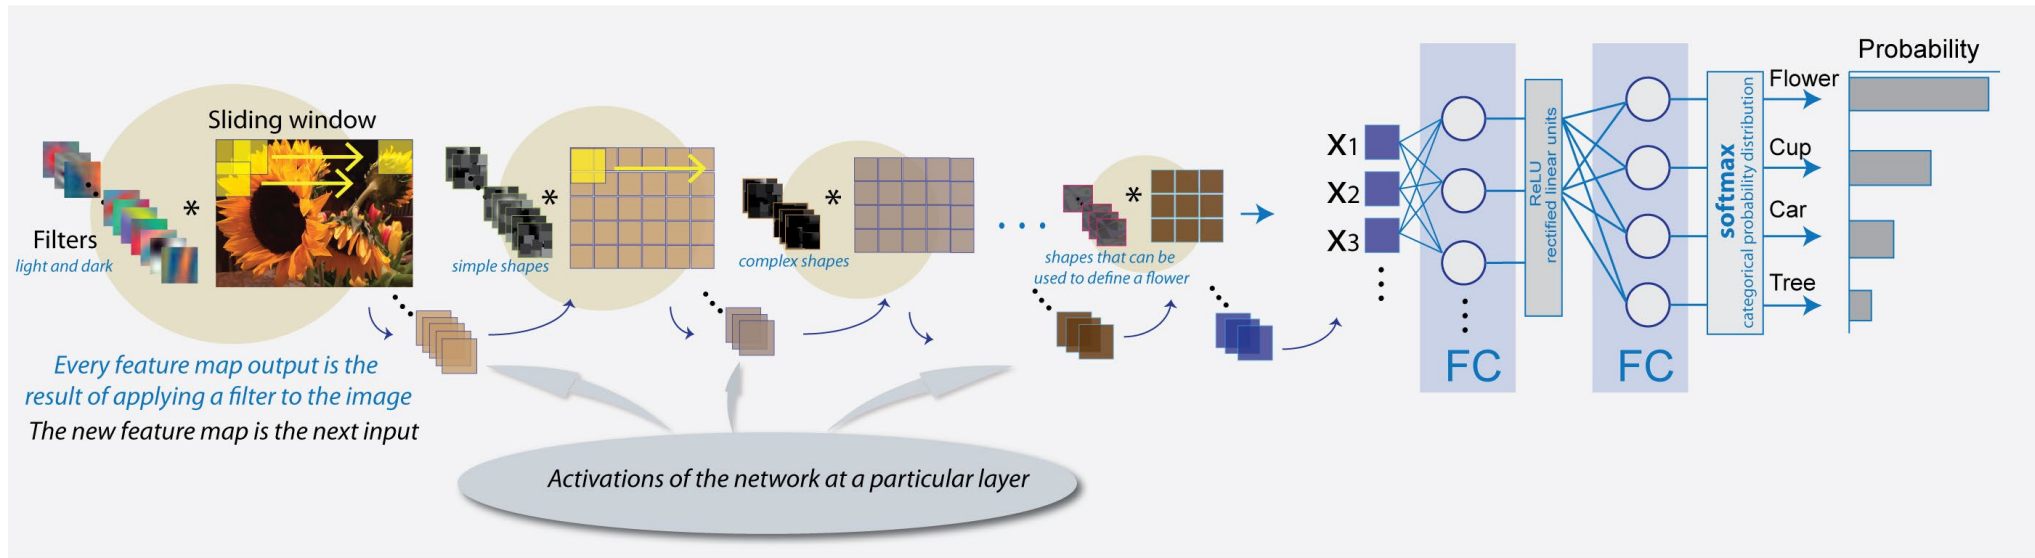 Sliding window
*
Filters
light and dark
*
simple shapes
*
complex shapes
*
shapes that can be
used to define a flower
Every feature map output is the
result of applying a filter to the image
The new feature map is the next input
Activations of the network at a particular layer
X1
X2
X3
FC
ReLU
rectified linear units
FC
softmax
categorical probability distribution
Probability
Flower
Cup
Car
Tree